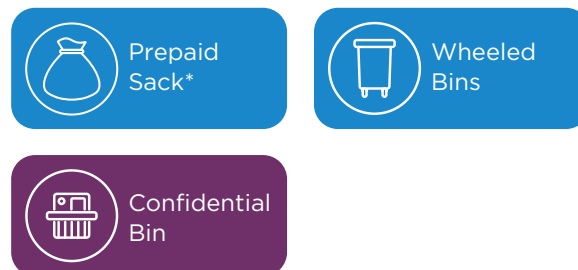 Prepaid
Sack*
Wheeled
Bins
Confidential
Bin